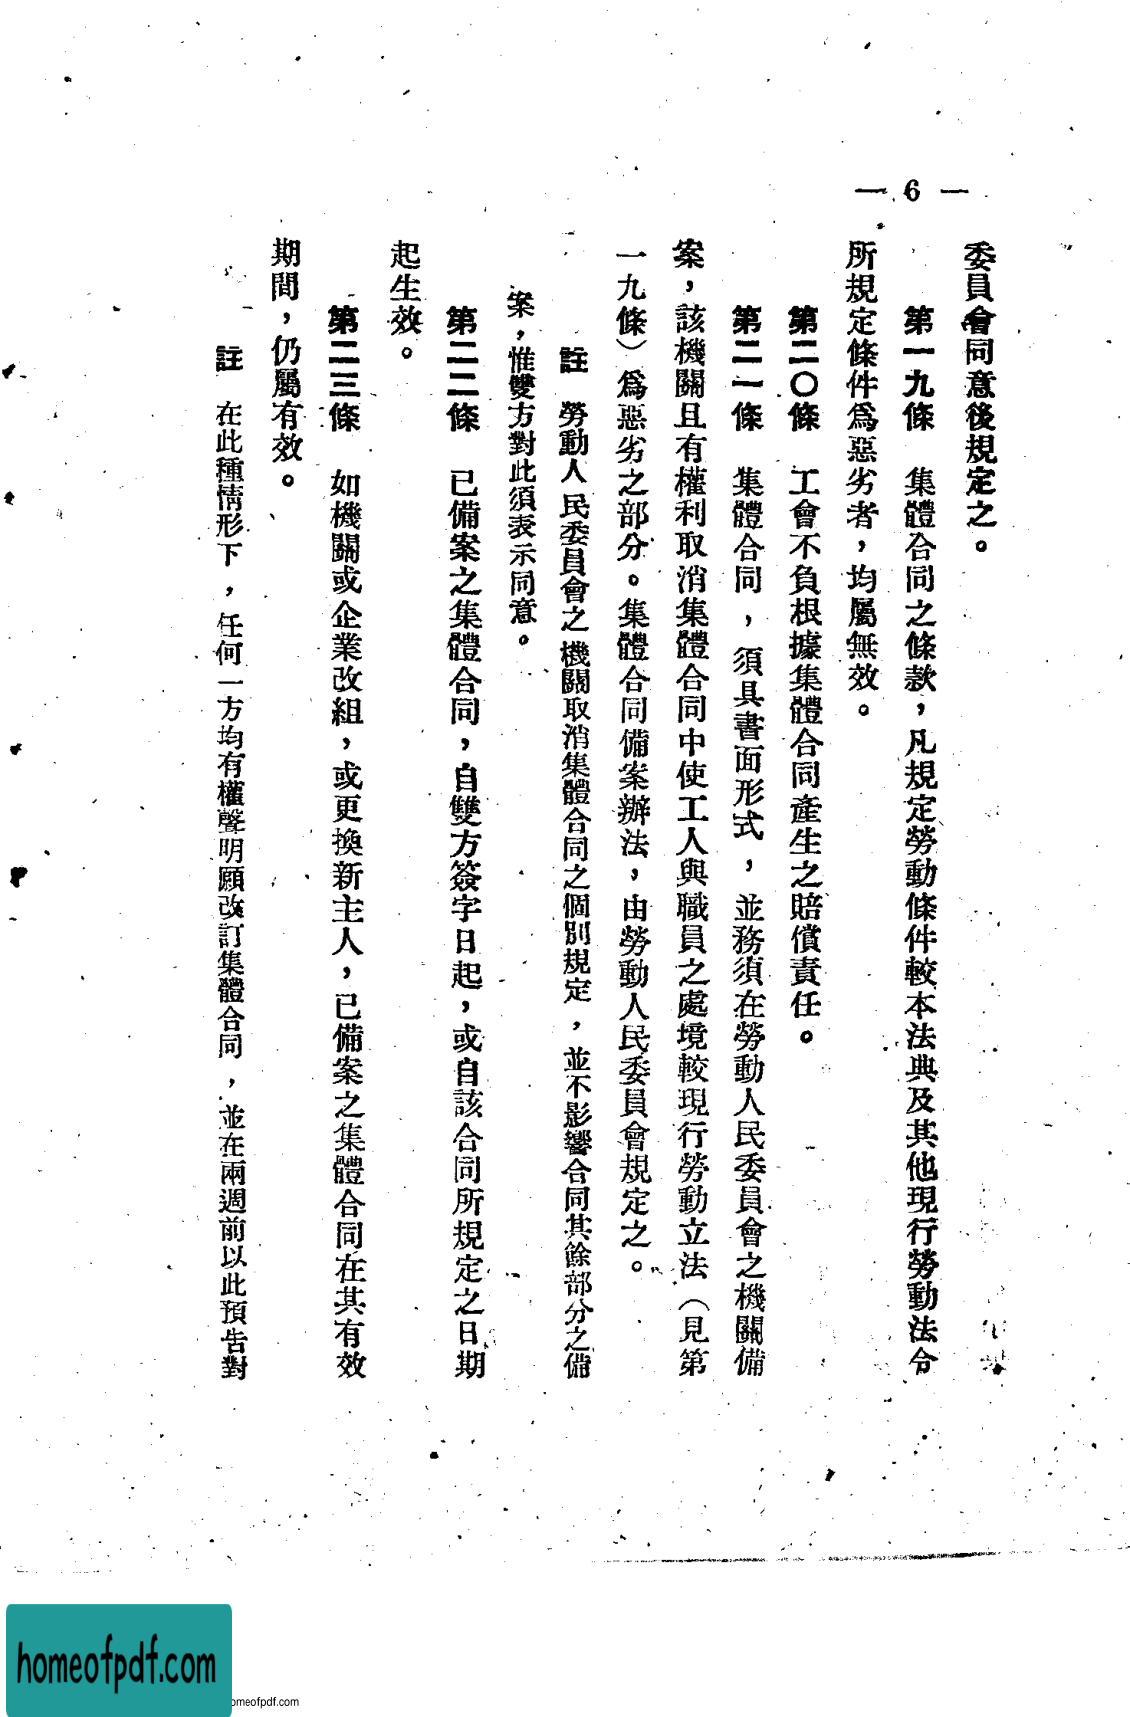 — 6 —
委員會同意後規定之。
第一九條　集體合同之條款，凡規定勞動條件較本法典及其他現行勞動法令
所規定條件爲惡劣者，均屬無效。
第二〇條　工會不負根據集體合同產生之賠償責任。
第二一條　集體合同，須具書面形式，並務須在勞動人民委員會之機關備
案，該機關且有權利取消集體合同中使工人與職員之處境較現行勞動立法（見第
一九條）爲惡劣之部分。集體合同備案辦法，由勞動人民委員會規定之。
註　勞動人民委員會之機關取消集體合同之個別規定，並不影響合同其餘部分之備
案，惟雙方對此須表示同意。
第二二條　已備案之集體合同，自雙方簽字日起，或自該合同所規定之日期
起生效。
第二三條　如機關或企業改組，或更換新主人，已備案之集體合同在其有效
期間，仍屬有效。
註　在此種情形下，任何一方均有權聲明願改訂集體合同，並在兩週前以此預告對
homeofpdf.com
omeofpdf.com